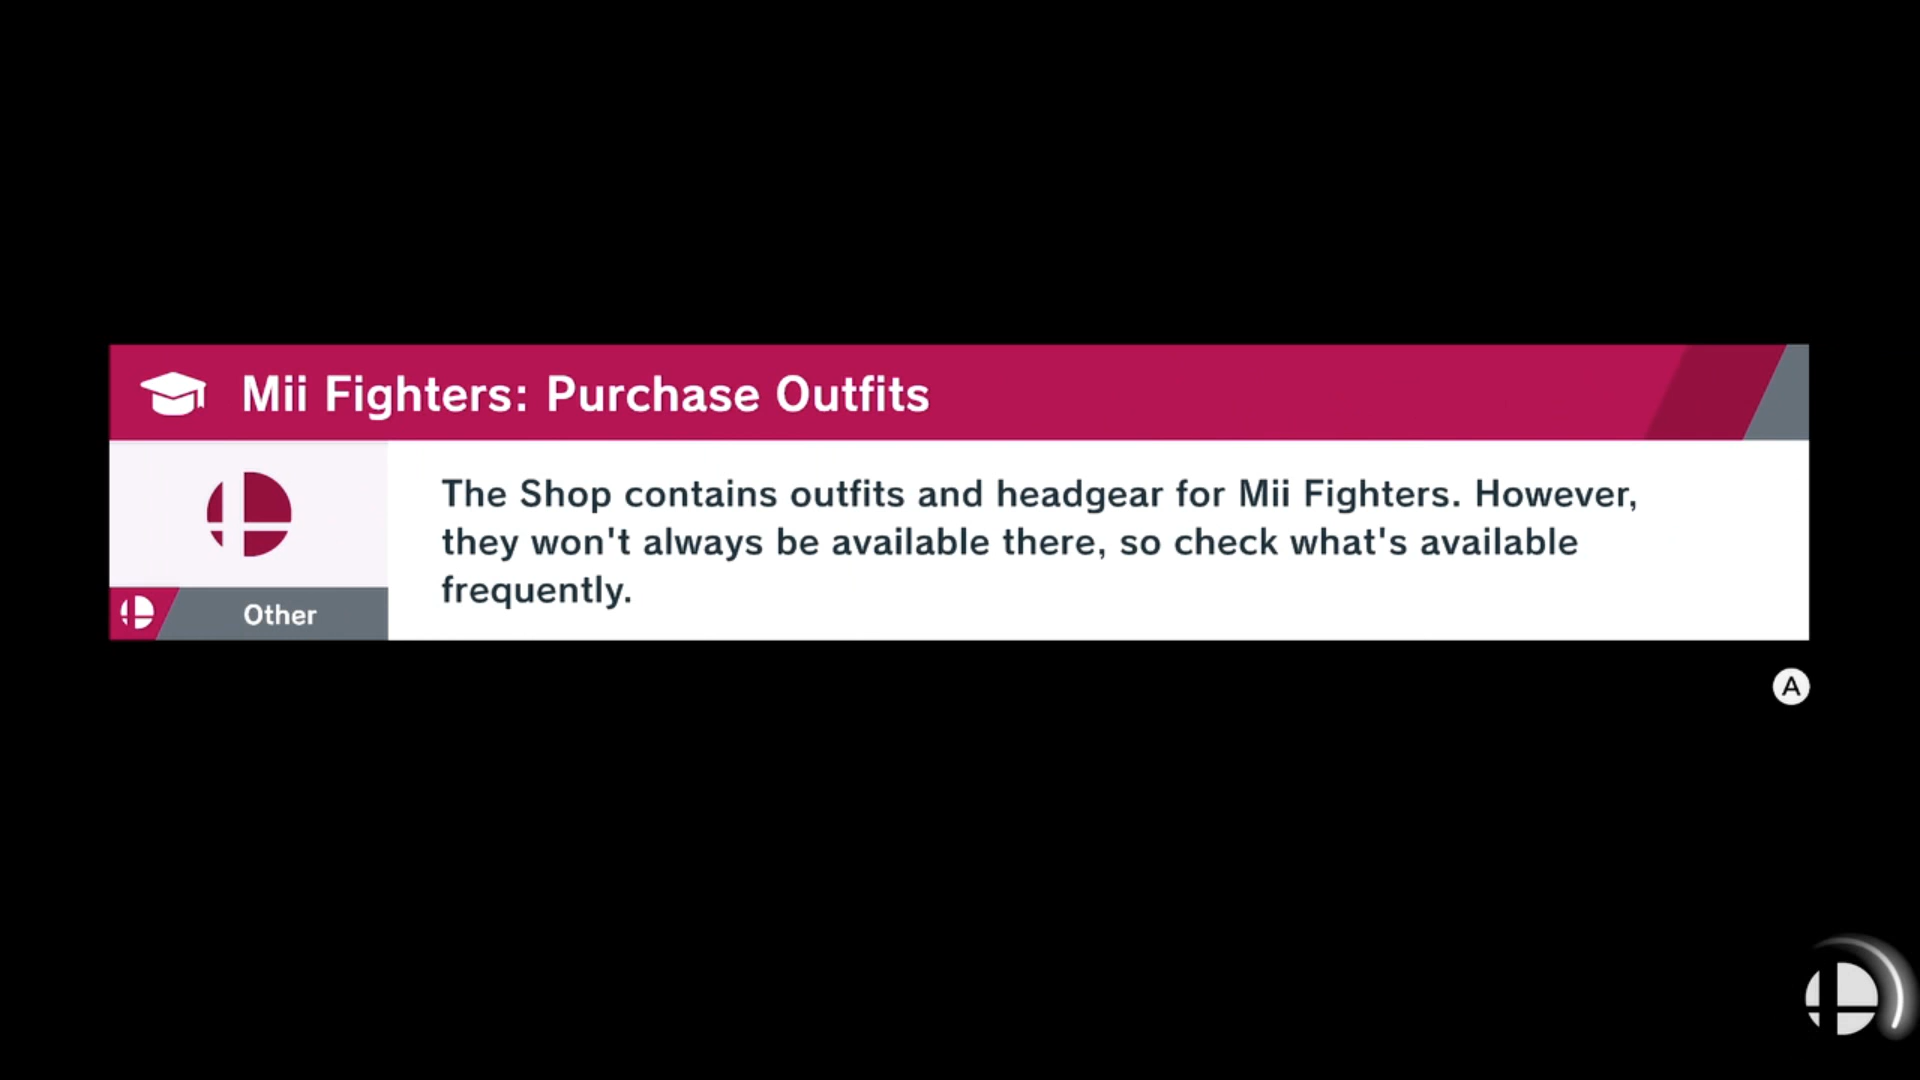 Mii Fighters: Purchase Outfits
The Shop contains outfits and headgear for Mii Fighters. However,
they won't always be available there, so check what's available
frequently.
Other
A